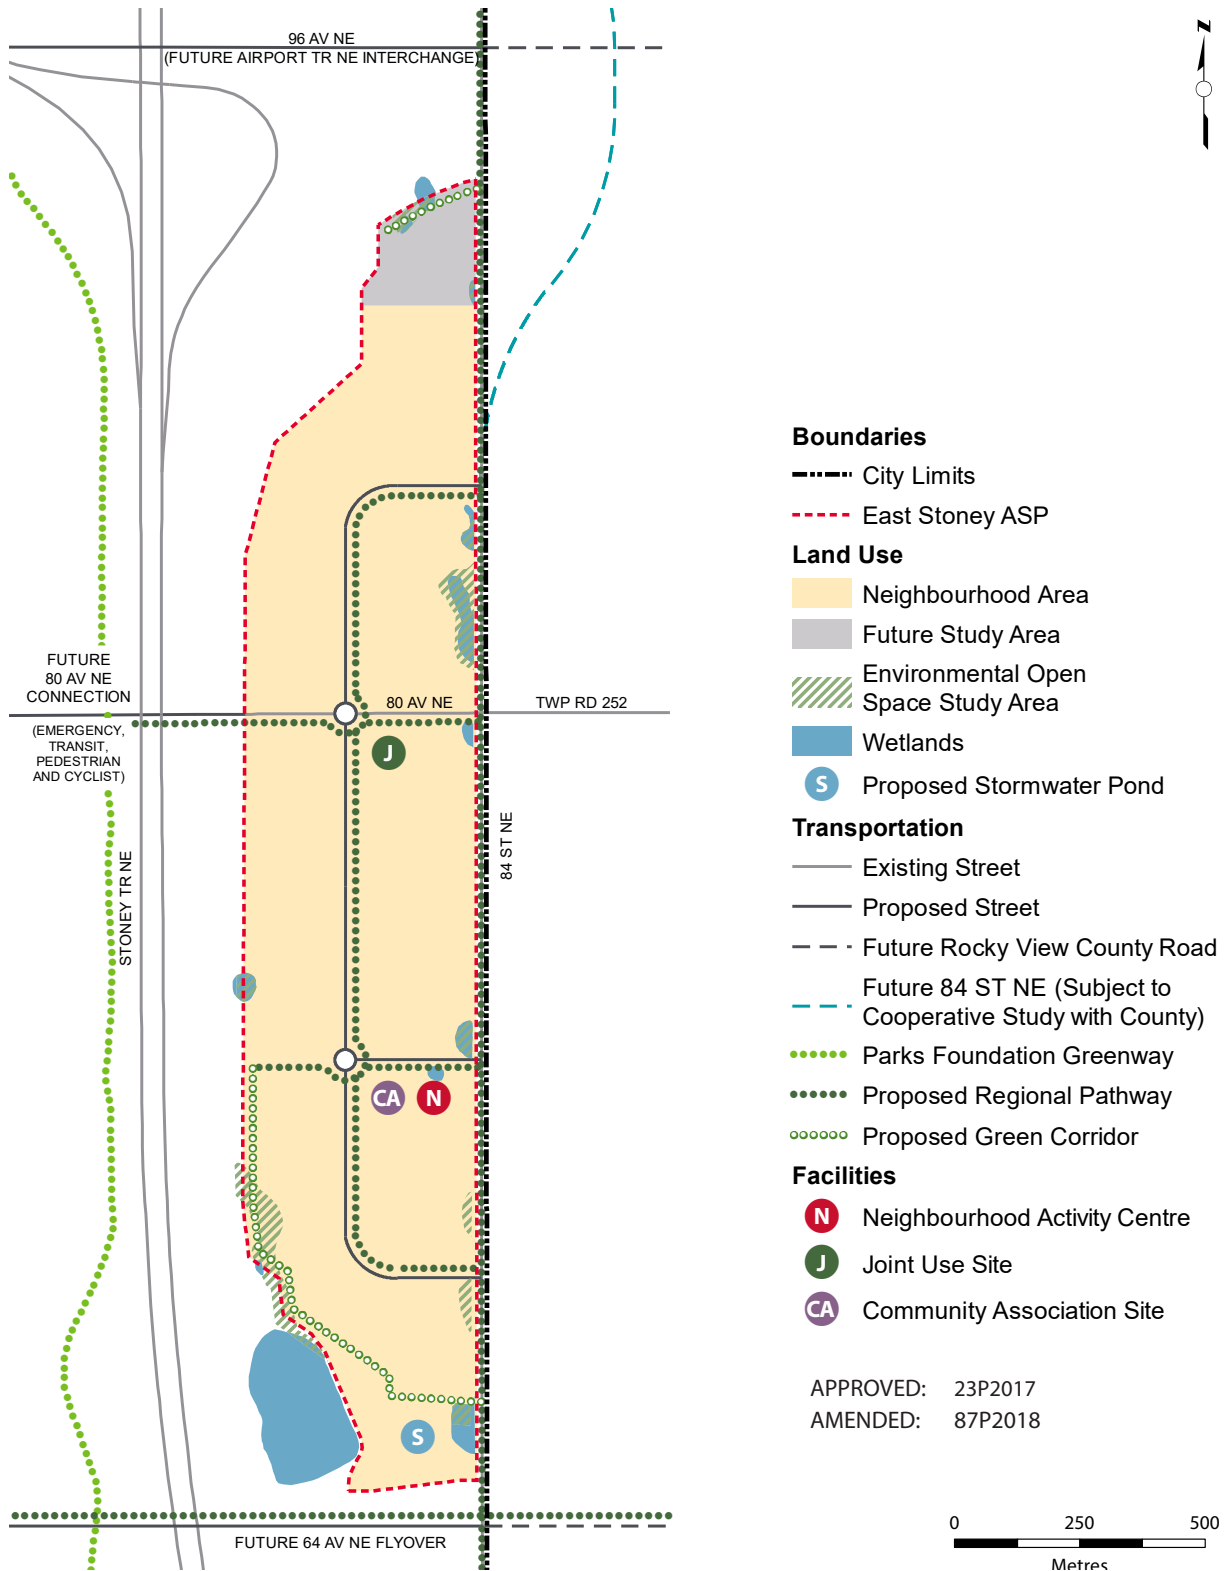 96 AV NE
(FUTURE AIRPORT TR NE INTERCHANGE)
N
FUTURE
80 AV NE
CONNECTION
(EMERGENCY,
TRANSIT,
PEDESTRIAN
AND CYCLIST)
80 AV NE
TWP RD 252
J
STONEY TR NE
84 ST NE
CA
N
S
FUTURE 64 AV NE FLYOVER
Boundaries
City Limits
East Stoney ASP
Land Use
Neighbourhood Area
Future Study Area
Environmental Open
Space Study Area
Wetlands
S Proposed Stormwater Pond
Transportation
Existing Street
Proposed Street
Future Rocky View County Road
Future 84 ST NE (Subject to
Cooperative Study with County)
Parks Foundation Greenway
Proposed Regional Pathway
Proposed Green Corridor
Facilities
N Neighbourhood Activity Centre
J Joint Use Site
CA Community Association Site
APPROVED: 23P2017
AMENDED: 87P2018
0 250 500
Metres